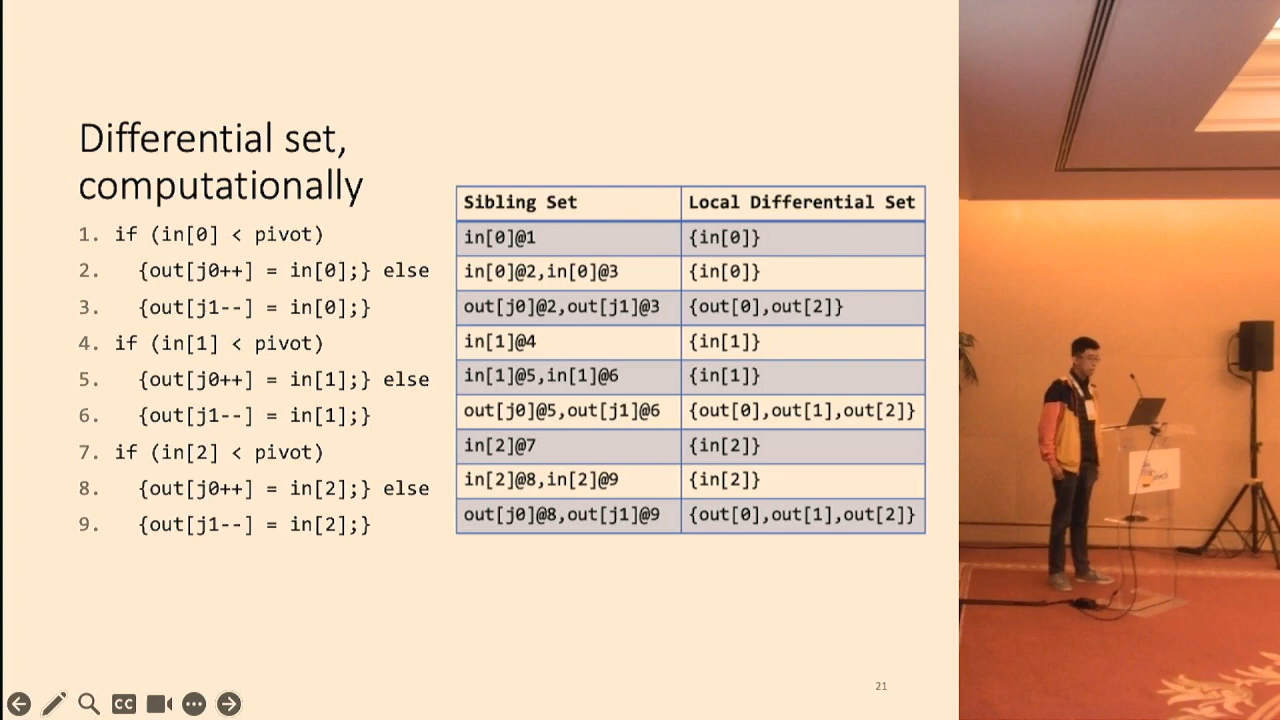 Differential set,
computationally
1. if (in[0] < pivot)
2. {out[j0++] = in[0];} else
3. {out[j1--] = in[0];}
4. if (in[1] < pivot)
5. {out[j0++] = in[1];} else
6. {out[j1--] = in[1];}
7. if (in[2] < pivot)
8. {out[j0++] = in[2];} else
9. {out[j1--] = in[2];}
Sibling Set Local Differential Set
in[0]@1 {in[0]}
in[0]@2,in[0]@3 {in[0]}
out[j0]@2,out[j1]@3 {out[0],out[2]}
in[1]@4 {in[1]}
in[1]@5,in[1]@6 {in[1]}
out[j0]@5,out[j1]@6 {out[0],out[1],out[2]}
in[2]@7 {in[2]}
in[2]@8,in[2]@9 {in[2]}
out[j0]@8,out[j1]@9 {out[0],out[1],out[2]}
21
CC